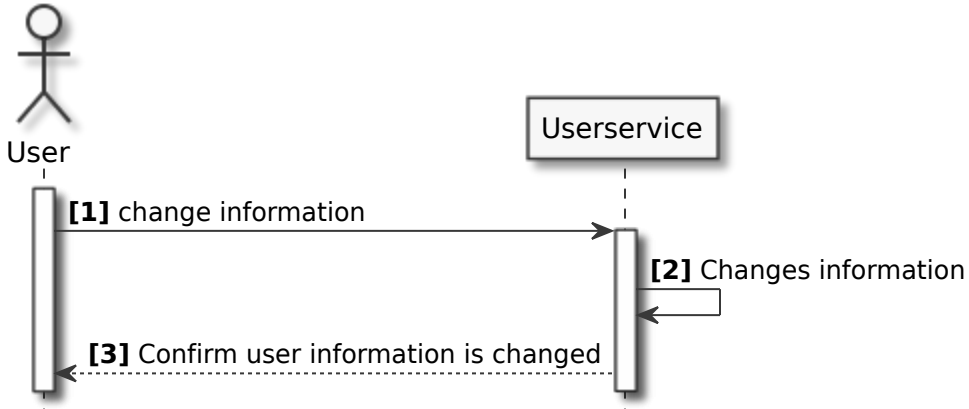 User
Userservice
[1] change information
[2] Changes information
[3] Confirm user information is changed